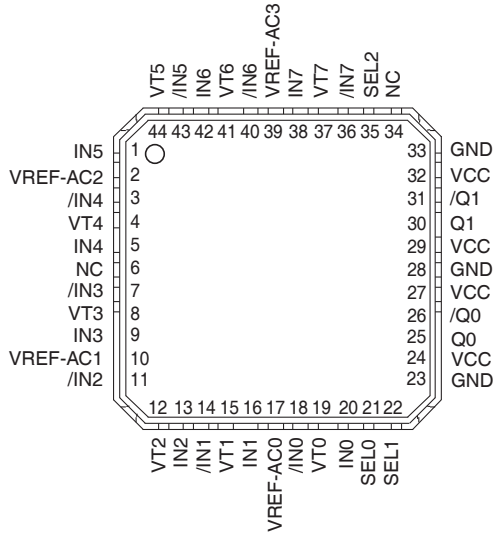 VT5
/IN5
IN6
VT6
/IN6
VREF-AC3
IN7
VT7
/IN7
SEL2
NC
44 43 42 41 40 39 38 37 36 35 34
IN5 1
VREF-AC2 2
/IN4 3
VT4 4
IN4 5
NC 6
/IN3 7
VT3 8
IN3 9
VREF-AC1 10
/IN2 11
33 GND
32 VCC
31 /Q1
30 Q1
29 VCC
28 GND
27 VCC
26 /Q0
25 Q0
24 VCC
23 GND
12 13 14 15 16 17 18 19 20 21 22
VT2
IN2
/IN1
VT1
IN1
VREF-AC0
/IN0
VT0
IN0
SEL0
SEL1